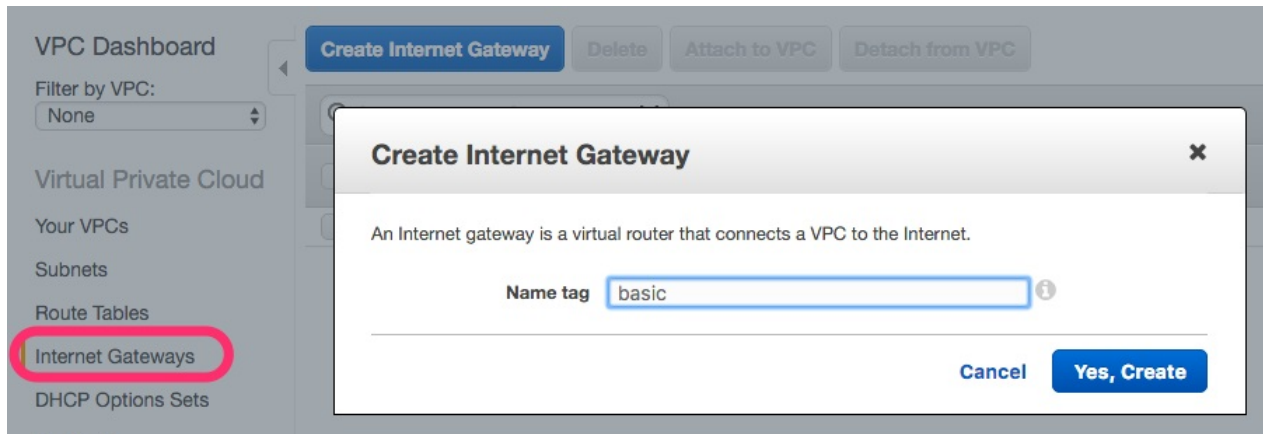 VPC Dashboard
Filter by VPC:
None
Virtual Private Cloud
Your VPCs
Subnets
Route Tables
Internet Gateways
DHCP Options Sets
Create Internet Gateway
Delete
Attach to VPC
Detach from VPC
Create Internet Gateway
An Internet gateway is a virtual router that connects a VPC to the Internet.
Name tag
basic
Cancel
Yes, Create